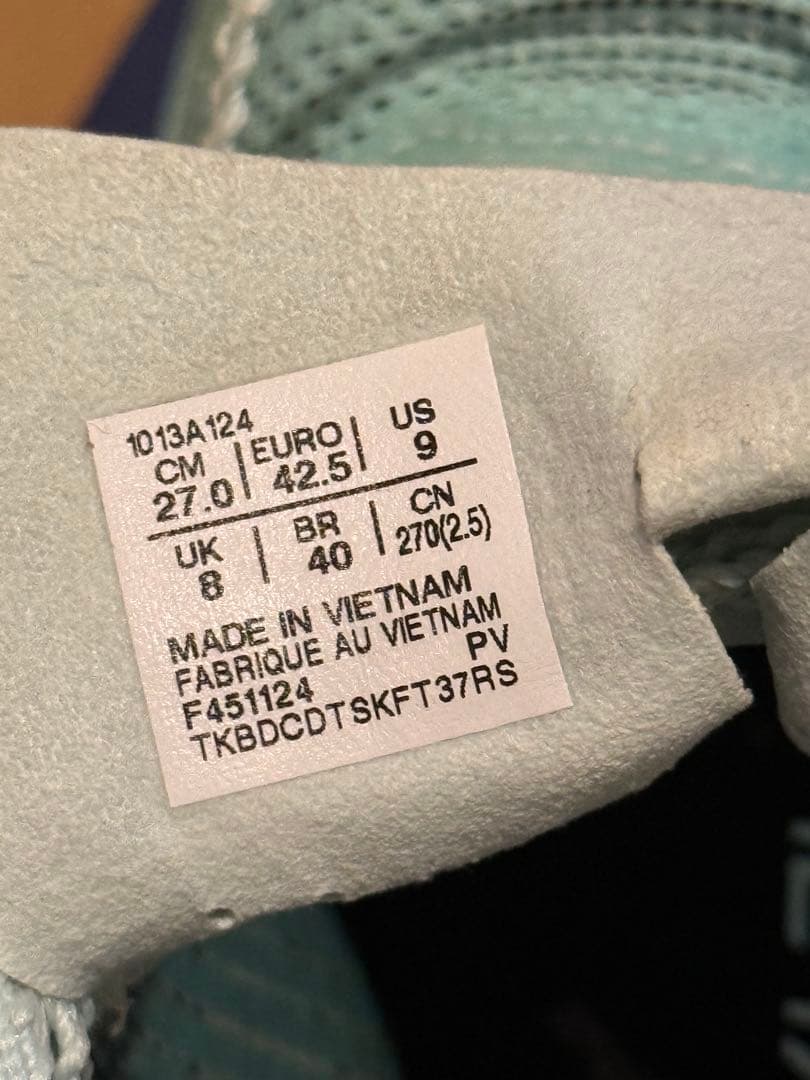 1013A124
CM | EURO | US
27.0 | 42.5 | 9
UK | BR | CN
8 | 40 | 270(2.5)
MADE IN VIETNAM
FABRIQUE AU VIETNAM
F451124 PV
TKBDCDTSKFT37RS